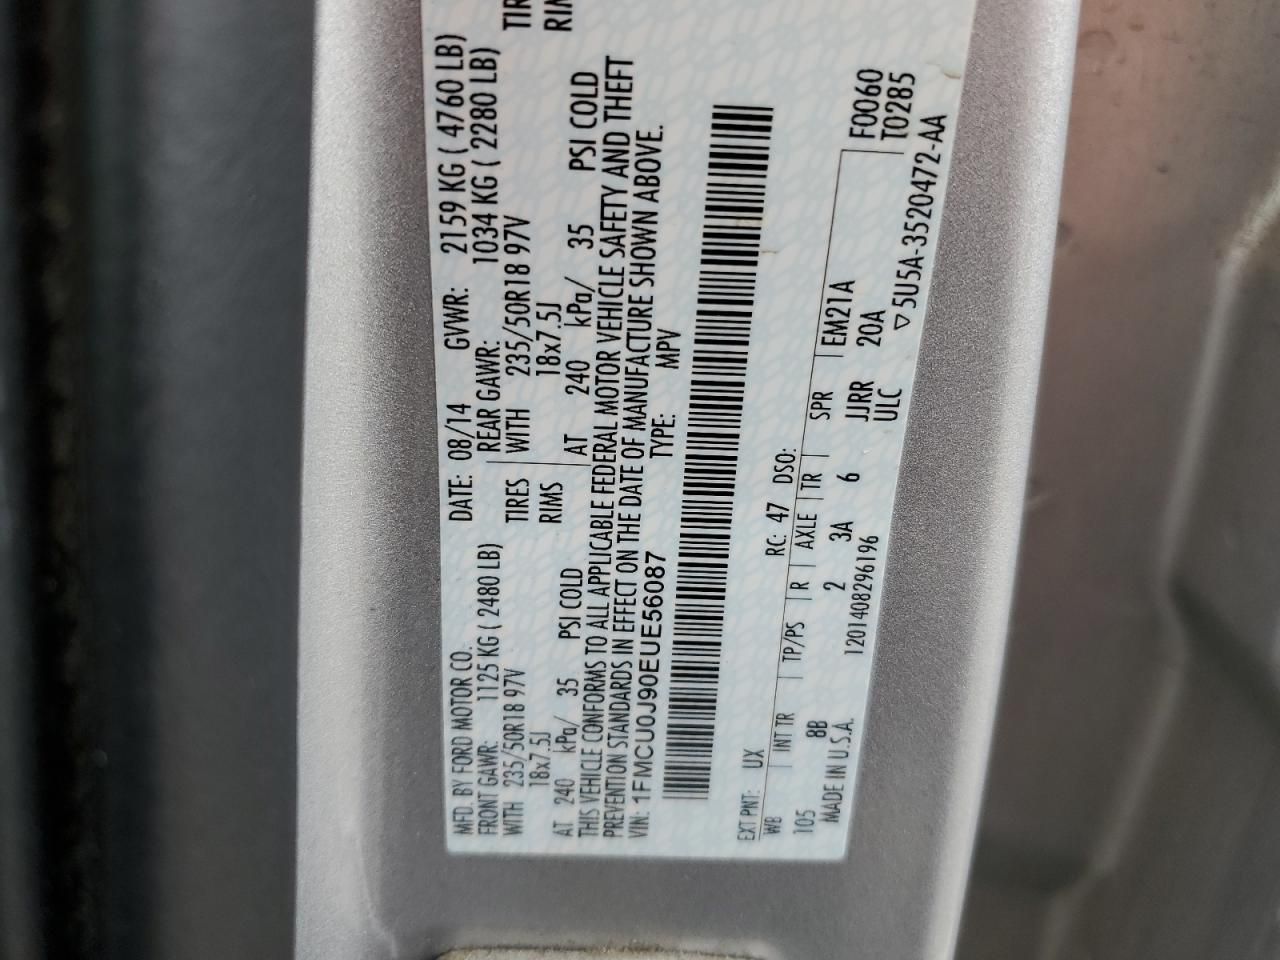 MFD. BY FORD MOTOR CO. DATE: 08/14 GVWR: 2159 KG ( 4760 LB)
FRONT GAWR: 1125 KG ( 2480 LB) REAR GAWR: 1034 KG ( 2280 LB)
WITH 235/50R18 97V TIRES WITH 235/50R18 97V TIR
18x7.5J RIMS 18x7.5J RIM
AT 240 kPa/ 35 PSI COLD AT 240 kPa/ 35 PSI COLD
THIS VEHICLE CONFORMS TO ALL APPLICABLE FEDERAL MOTOR VEHICLE SAFETY AND THEFT
PREVENTION STANDARDS IN EFFECT ON THE DATE OF MANUFACTURE SHOWN ABOVE.
VIN: 1FMCU0J90EUE56087 TYPE: MPV
EXT PNT: UX RC: 47 DSO:
WB INT TR TP/PS R AXLE TR SPR EM21A F0060
105 8B 2 3A 6 JJRR 20A T0285
MADE IN U.S.A. 1201408296196 ULC ▽5U5A-3520472-AA